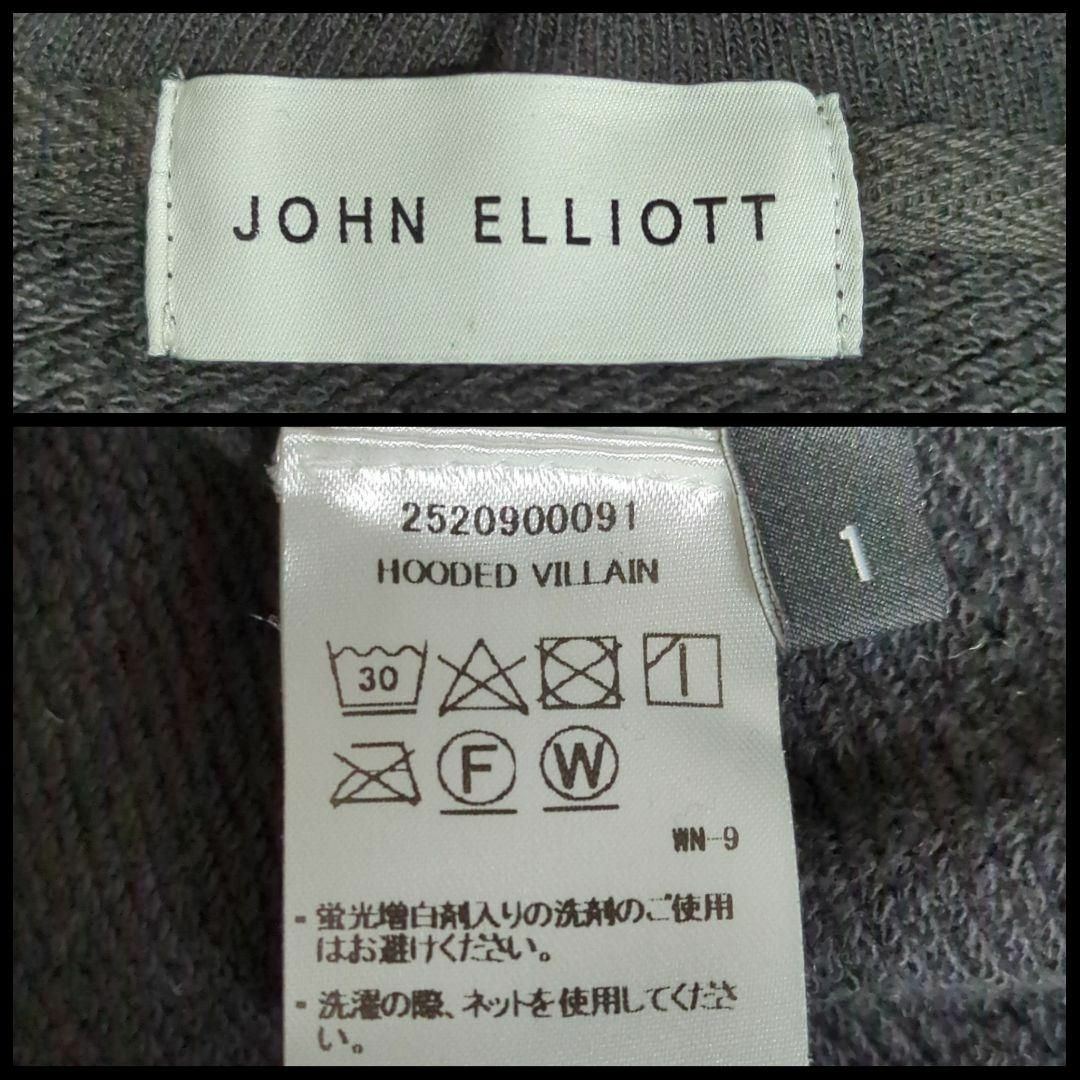 JOHN ELLIOTT
2520900091
HOODED VILLAIN
1
30
F W
WN-9
- 蛍光増白剤入りの洗剤のご使用
はお避けください。
- 洗濯の際、ネットを使用してくださ
い。